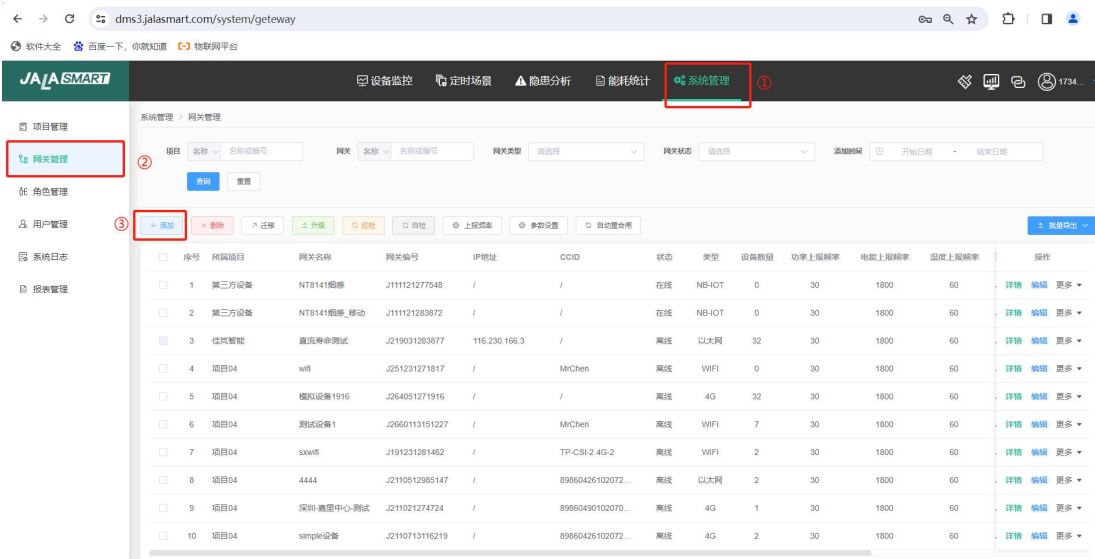 dms3.jalasmart.com/system/geteway
软件大全 百度一下，你就知道 物联网平台
JALA SMART 设备监控 定时场景 隐患分析 能耗统计 系统管理 ① 1734...
项目管理
网关管理 ②
角色管理
用户管理 ③
系统日志
报表管理
系统管理 > 网关管理
项目 名称 名称或编号 网关 名称 名称或编号 网关类型 请选择 网关状态 请选择 添加时间 开始日期 - 结束日期
查询 重置
+ 添加 × 删除 迁移 升级 巡检 自检 上报频率 参数设置 自动重合闸 批量导出
序号 所属项目 网关名称 网关编号 IP地址 CCID 状态 类型 设备数量 功率上报频率 电能上报频率 温度上报频率 操作
1 第三方设备 NT8141烟感 J111121277548 / / 在线 NB-IOT 0 30 1800 60 详情 编辑 更多
2 第三方设备 NT8141烟感_移动 J111121283872 / / 在线 NB-IOT 0 30 1800 60 详情 编辑 更多
3 佳岚智能 直流寿命测试 J219031283877 116.230.166.3 / 离线 以太网 32 30 1800 60 详情 编辑 更多
4 项目04 wifi J251231271817 / MrChen 离线 WIFI 0 30 1800 60 详情 编辑 更多
5 项目04 模拟设备1916 J264051271916 / / 离线 4G 32 30 1800 60 详情 编辑 更多
6 项目04 测试设备1 J2660113151227 / MrChen 离线 WIFI 7 30 1800 60 详情 编辑 更多
7 项目04 sxwifi J191231281462 / TP-CSI-2.4G-2 离线 WIFI 2 30 1800 60 详情 编辑 更多
8 项目04 4444 J2110512985147 / 89860426102072... 离线 以太网 2 30 1800 60 详情 编辑 更多
9 项目04 深圳-嘉里中心-测试 J211021274724 / 89860490102070... 离线 4G 1 30 1800 60 详情 编辑 更多
10 项目04 simple设备 J2110713116219 / 89860426102072... 离线 4G 2 30 1800 60 详情 编辑 更多